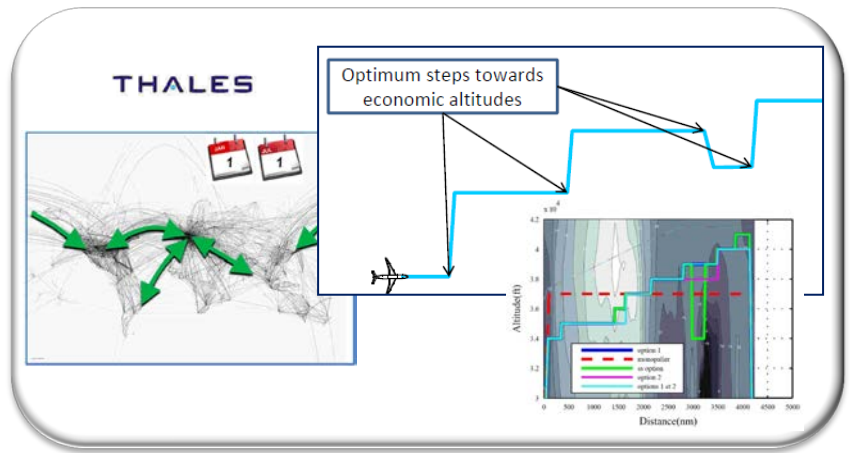 THALES
JAN
1
JUL
1
Optimum steps towards
economic altitudes
x 10
4
4.2
4
3.8
3.6
3.4
3.2
3
Altitude(ft)
option 1
monopalier
option 2
options 1 et 2
0 500 1000 1500 2000 2500 3000 3500 4000 4500 5000
Distance(nm)